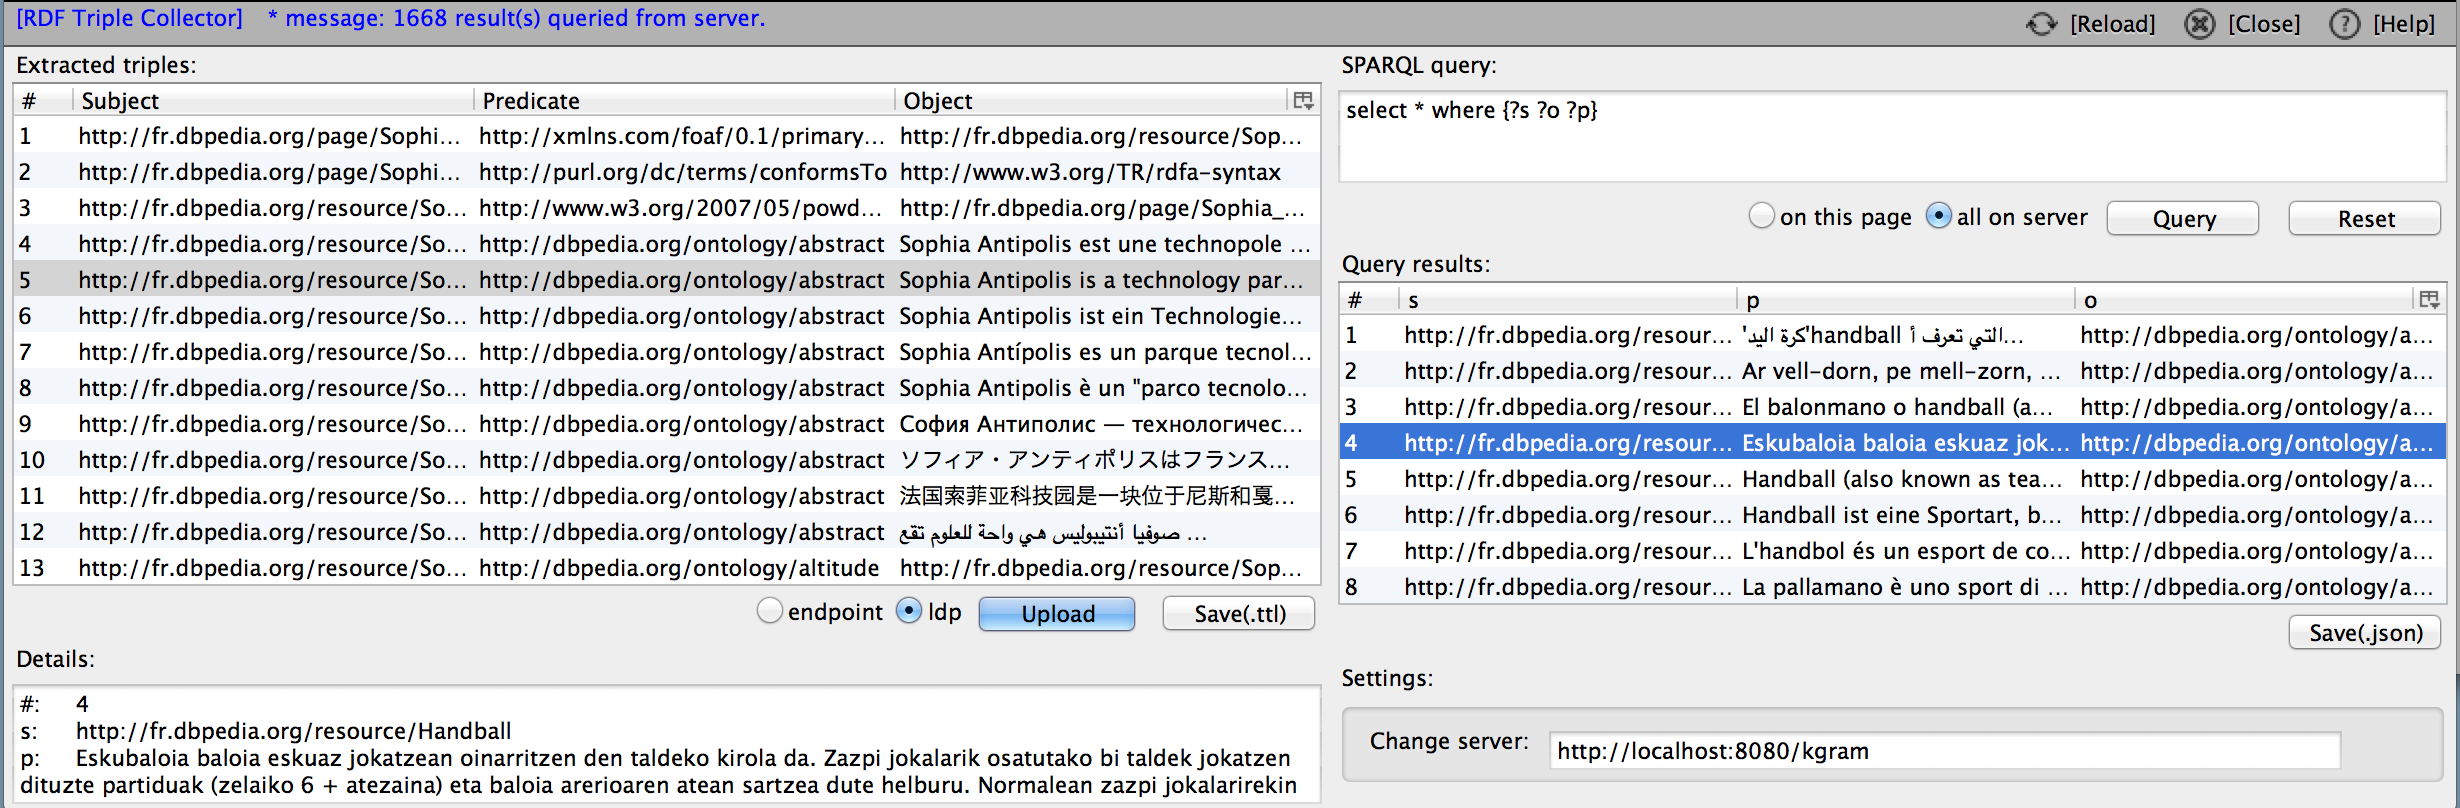 [RDF Triple Collector] * message: 1668 result(s) queried from server.
[Reload] [Close] [Help]
Extracted triples:
# Subject Predicate Object
1 http://fr.dbpedia.org/page/Sophi... http://xmlns.com/foaf/0.1/primary... http://fr.dbpedia.org/resource/Sop...
2 http://fr.dbpedia.org/page/Sophi... http://purl.org/dc/terms/conformsTo http://www.w3.org/TR/rdfa-syntax
3 http://fr.dbpedia.org/resource/So... http://www.w3.org/2007/05/powd... http://fr.dbpedia.org/page/Sophia_...
4 http://fr.dbpedia.org/resource/So... http://dbpedia.org/ontology/abstract Sophia Antipolis est une technopole ...
5 http://fr.dbpedia.org/resource/So... http://dbpedia.org/ontology/abstract Sophia Antipolis is a technology par...
6 http://fr.dbpedia.org/resource/So... http://dbpedia.org/ontology/abstract Sophia Antipolis ist ein Technologie...
7 http://fr.dbpedia.org/resource/So... http://dbpedia.org/ontology/abstract Sophia Antípolis es un parque tecnol...
8 http://fr.dbpedia.org/resource/So... http://dbpedia.org/ontology/abstract Sophia Antipolis è un "parco tecnolo...
9 http://fr.dbpedia.org/resource/So... http://dbpedia.org/ontology/abstract София Антиполис — технологичес...
10 http://fr.dbpedia.org/resource/So... http://dbpedia.org/ontology/abstract ソフィア・アンティポリスはフランス...
11 http://fr.dbpedia.org/resource/So... http://dbpedia.org/ontology/abstract 法国索菲亚科技园是一块位于尼斯和戛...
12 http://fr.dbpedia.org/resource/So... http://dbpedia.org/ontology/abstract صوفيا أنتيبوليس هي واحة للعلوم تقع ...
13 http://fr.dbpedia.org/resource/So... http://dbpedia.org/ontology/altitude http://fr.dbpedia.org/resource/Sop...
endpoint ldp Upload Save(.ttl)
Details:
#: 4
s: http://fr.dbpedia.org/resource/Handball
p: Eskubaloia baloia eskuaz jokatzean oinarritzen den taldeko kirola da. Zazpi jokalarik osatutako bi taldek jokatzen
dituzte partiduak (zelaiko 6 + atezaina) eta baloia arerioaren atean sartzea dute helburu. Normalean zazpi jokalarirekin
SPARQL query:
select * where {?s ?o ?p}
on this page all on server Query Reset
Query results:
# s p o
1 http://fr.dbpedia.org/resour... 'كرة اليد'handball التي تعرف أ... http://dbpedia.org/ontology/a...
2 http://fr.dbpedia.org/resour... Ar vell-dorn, pe mell-zorn, ... http://dbpedia.org/ontology/a...
3 http://fr.dbpedia.org/resour... El balonmano o handball (a... http://dbpedia.org/ontology/a...
4 http://fr.dbpedia.org/resour... Eskubaloia baloia eskuaz jok... http://dbpedia.org/ontology/a...
5 http://fr.dbpedia.org/resour... Handball (also known as tea... http://dbpedia.org/ontology/a...
6 http://fr.dbpedia.org/resour... Handball ist eine Sportart, b... http://dbpedia.org/ontology/a...
7 http://fr.dbpedia.org/resour... L'handbol és un esport de co... http://dbpedia.org/ontology/a...
8 http://fr.dbpedia.org/resour... La pallamano è uno sport di ... http://dbpedia.org/ontology/a...
Save(.json)
Settings:
Change server: http://localhost:8080/kgram